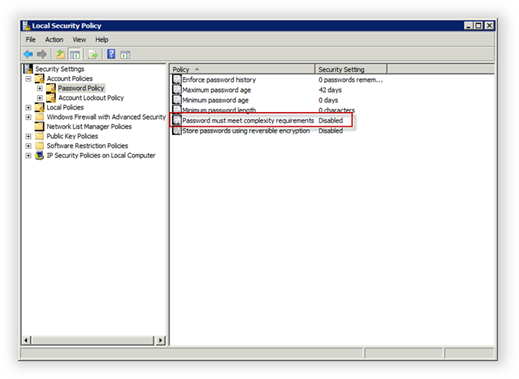 Local Security Policy
File Action View Help
Security Settings
Account Policies
Password Policy
Account Lockout Policy
Local Policies
Windows Firewall with Advanced Security
Network List Manager Policies
Public Key Policies
Software Restriction Policies
IP Security Policies on Local Computer
Policy Security Setting
Enforce password history 0 passwords remem...
Maximum password age 42 days
Minimum password age 0 days
Minimum password length 0 characters
Password must meet complexity requirements Disabled
Store passwords using reversible encryption Disabled